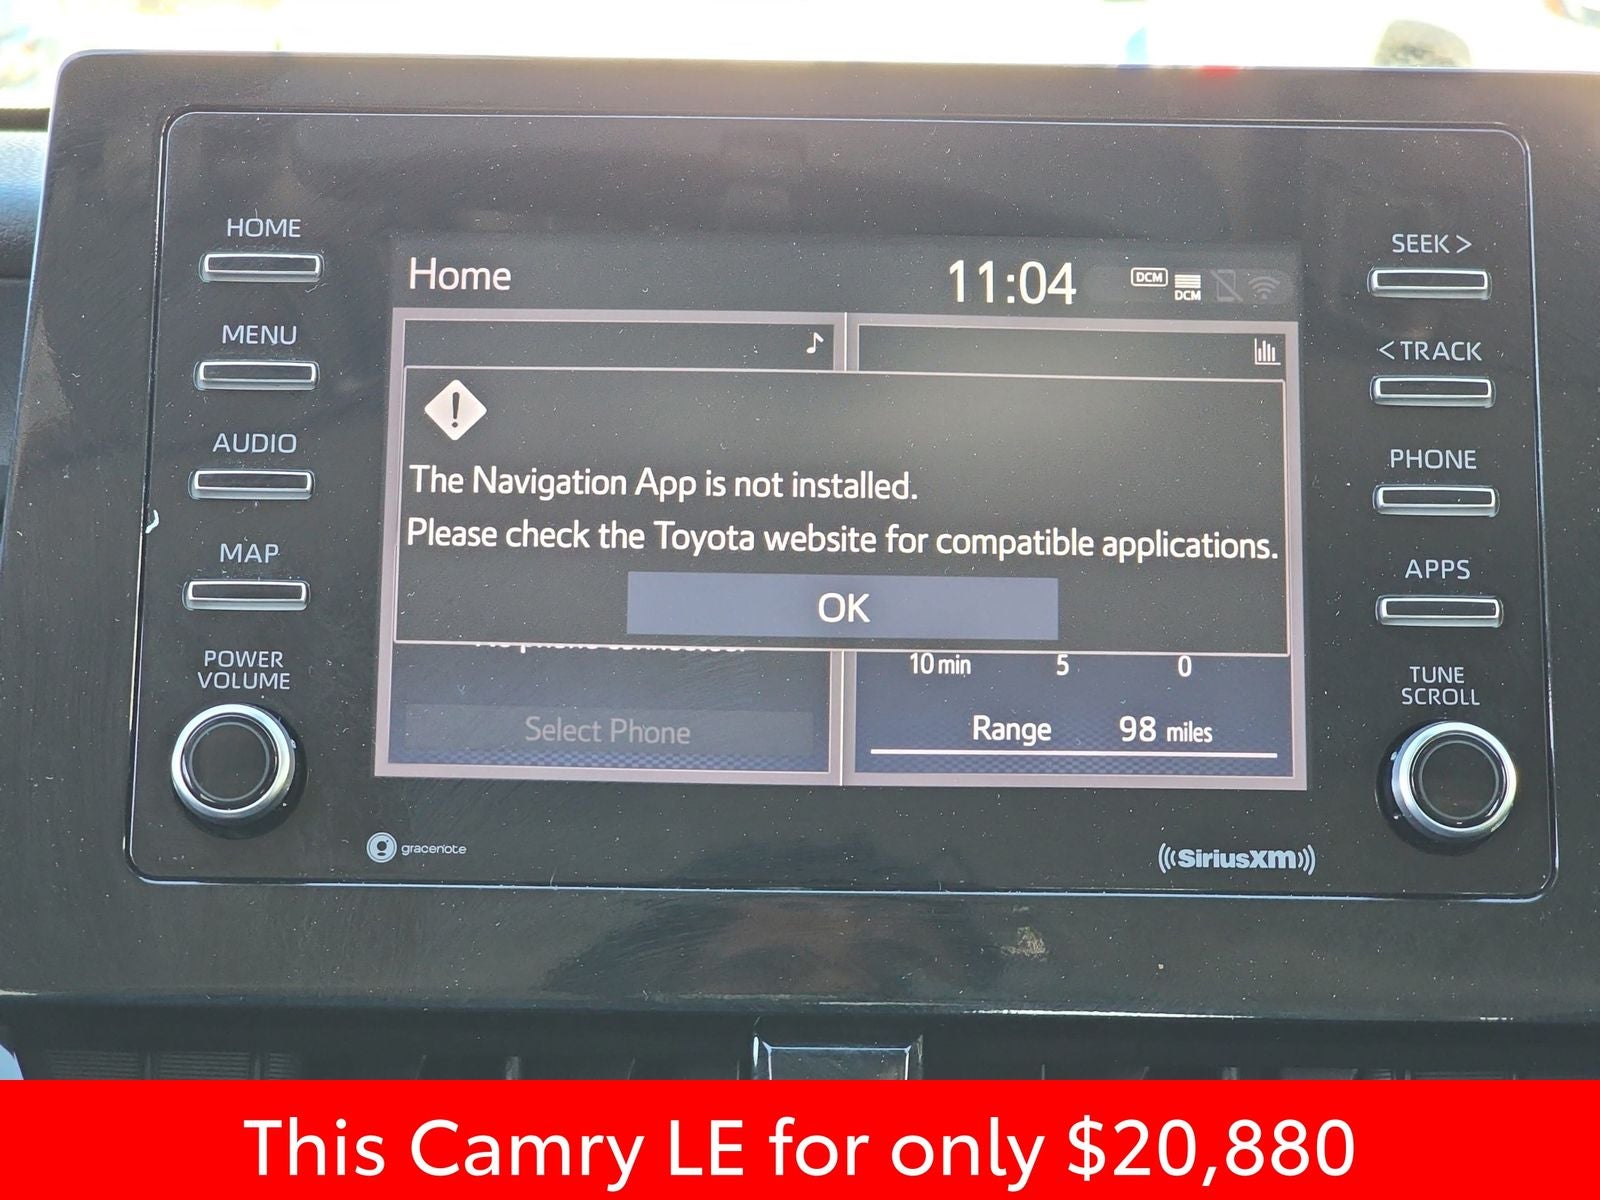 HOME
MENU
AUDIO
MAP
POWER
VOLUME
Home
11:04
DCM
DCM
The Navigation App is not installed.
Please check the Toyota website for compatible applications.
OK
Select Phone
10 min 5 0
Range 98 miles
SEEK >
< TRACK
PHONE
APPS
TUNE
SCROLL
gracenote
((SiriusXM))
This Camry LE for only $20,880